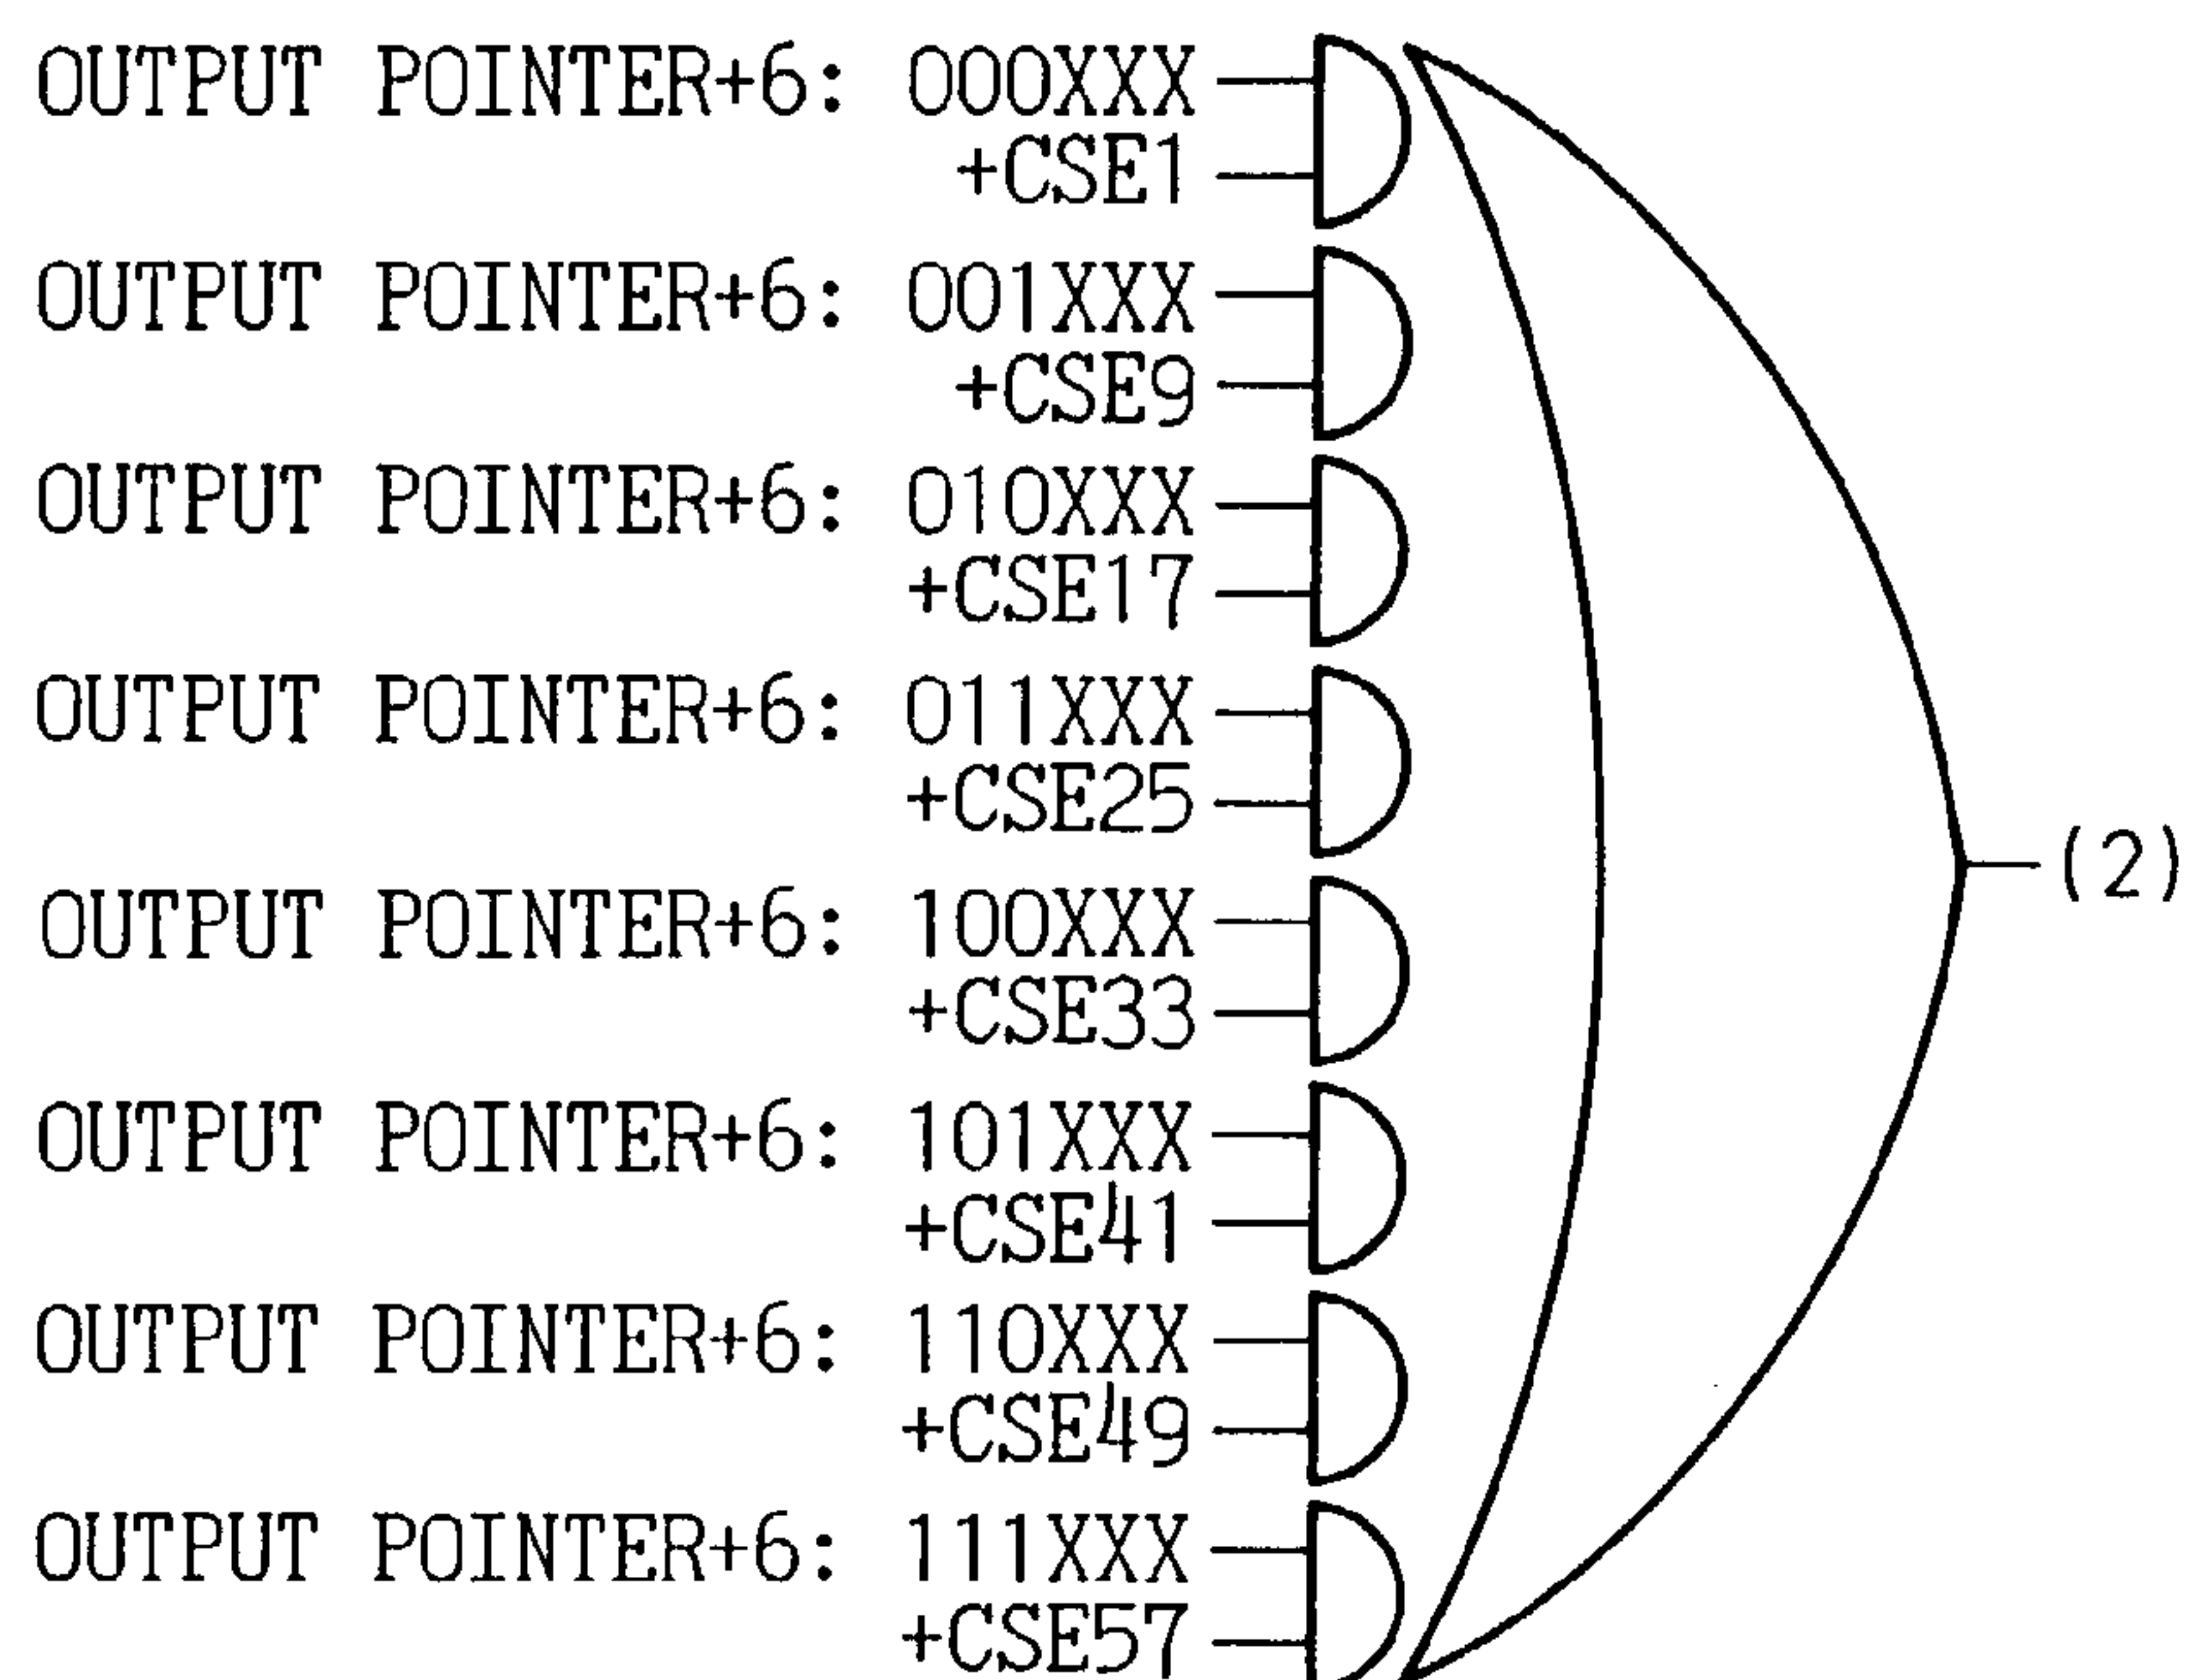 OUTPUT POINTER+6: 000XXX
+CSE1
OUTPUT POINTER+6: 001XXX
+CSE9
OUTPUT POINTER+6: 010XXX
+CSE17
OUTPUT POINTER+6: 011XXX
+CSE25
(2)
OUTPUT POINTER+6: 100XXX
+CSE33
OUTPUT POINTER+6: 101XXX
+CSE41
OUTPUT POINTER+6: 110XXX
+CSE49
OUTPUT POINTER+6: 111XXX
+CSE57